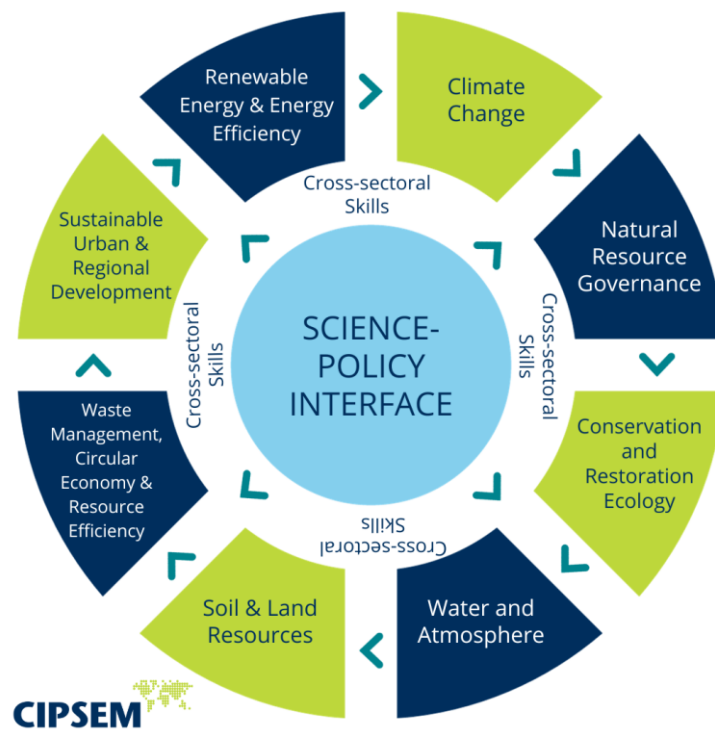 Renewable
Energy & Energy
Efficiency
Climate
Change
Natural
Resource
Governance
Conservation
and
Restoration
Ecology
Water and
Atmosphere
Soil & Land
Resources
Waste
Management,
Circular
Economy &
Resource
Efficiency
Sustainable
Urban &
Regional
Development
Cross-sectoral
Skills
Cross-sectoral
Skills
Cross-sectoral
Skills
Cross-sectoral
Skills
SCIENCE-
POLICY
INTERFACE
CIPSEM